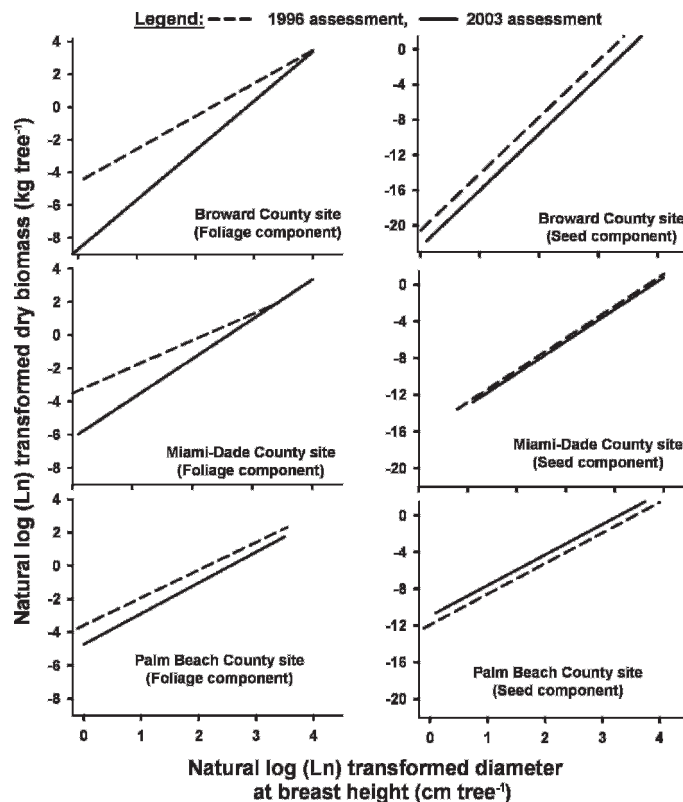 Legend: 1996 assessment, 2003 assessment
Natural log (Ln) transformed dry biomass (kg tree-1)
4
2
0
-2
-4
-6
-8
Broward County site
(Foliage component)
0
-4
-8
-12
-16
-20
Broward County site
(Seed component)
4
2
0
-2
-4
-6
-8
Miami-Dade County site
(Foliage component)
0
-4
-8
-12
-16
-20
Miami-Dade County site
(Seed component)
4
2
0
-2
-4
-6
-8
Palm Beach County site
(Foliage component)
0 1 2 3 4
0
-4
-8
-12
-16
-20
Palm Beach County site
(Seed component)
0 1 2 3 4
Natural log (Ln) transformed diameter
at breast height (cm tree-1)